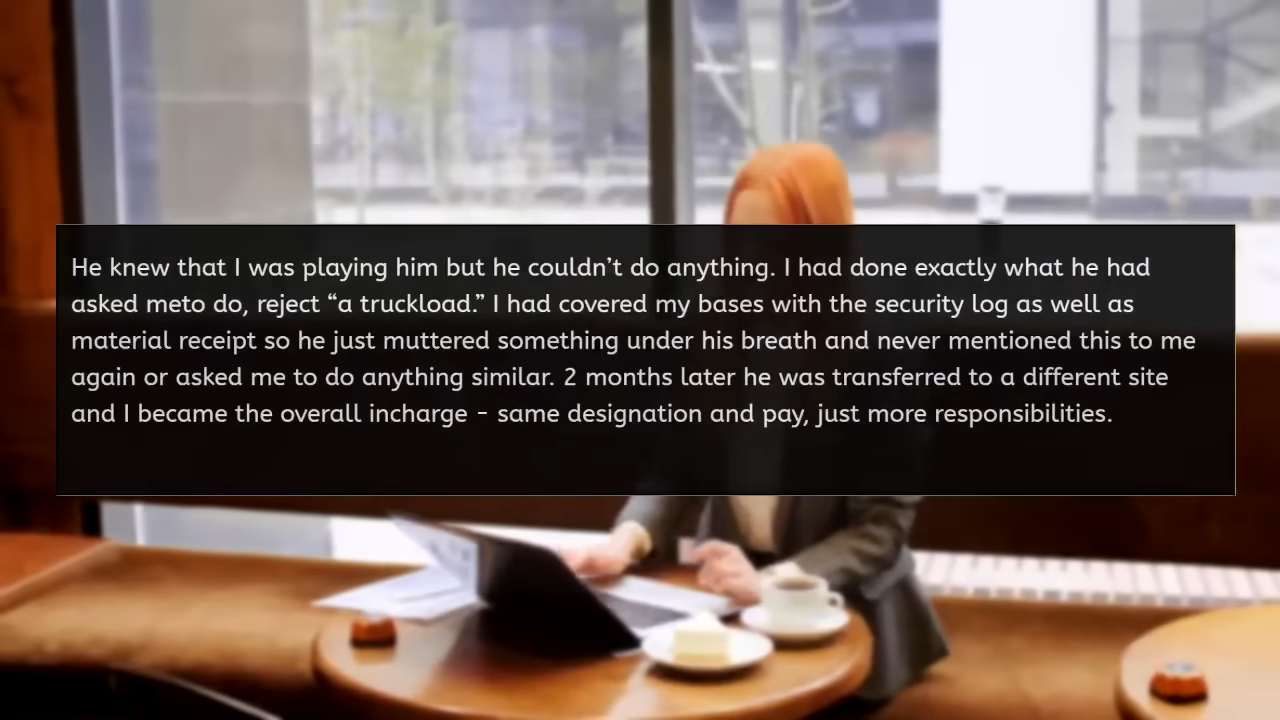 He knew that I was playing him but he couldn’t do anything. I had done exactly what he had
asked meto do, reject “a truckload.” I had covered my bases with the security log as well as
material receipt so he just muttered something under his breath and never mentioned this to me
again or asked me to do anything similar. 2 months later he was transferred to a different site
and I became the overall incharge - same designation and pay, just more responsibilities.